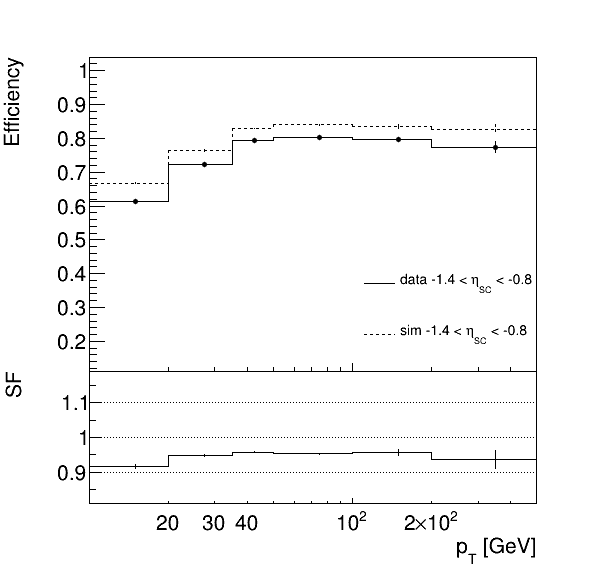 Efficiency
1
0.9
0.8
0.7
0.6
0.5
0.4
0.3
0.2
data -1.4 < η_SC < -0.8
sim -1.4 < η_SC < -0.8
SF
1.1
1
0.9
20 30 40 10² 2×10²
p_T [GeV]